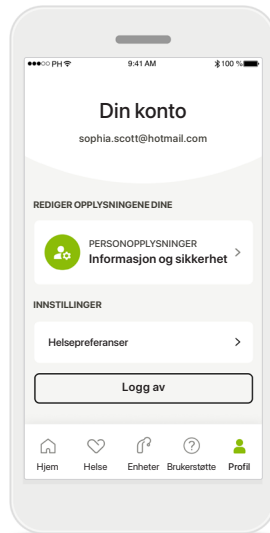 ●●●○○ PH 9:41 AM 100 %
Din konto
sophia.scott@hotmail.com
REDIGER OPPLYSNINGENE DINE
PERSONOPPLYSNINGER
Informasjon og sikkerhet
INNSTILLINGER
Helsepreferanser
Logg av
Hjem Helse Enheter Brukerstøtte Profil